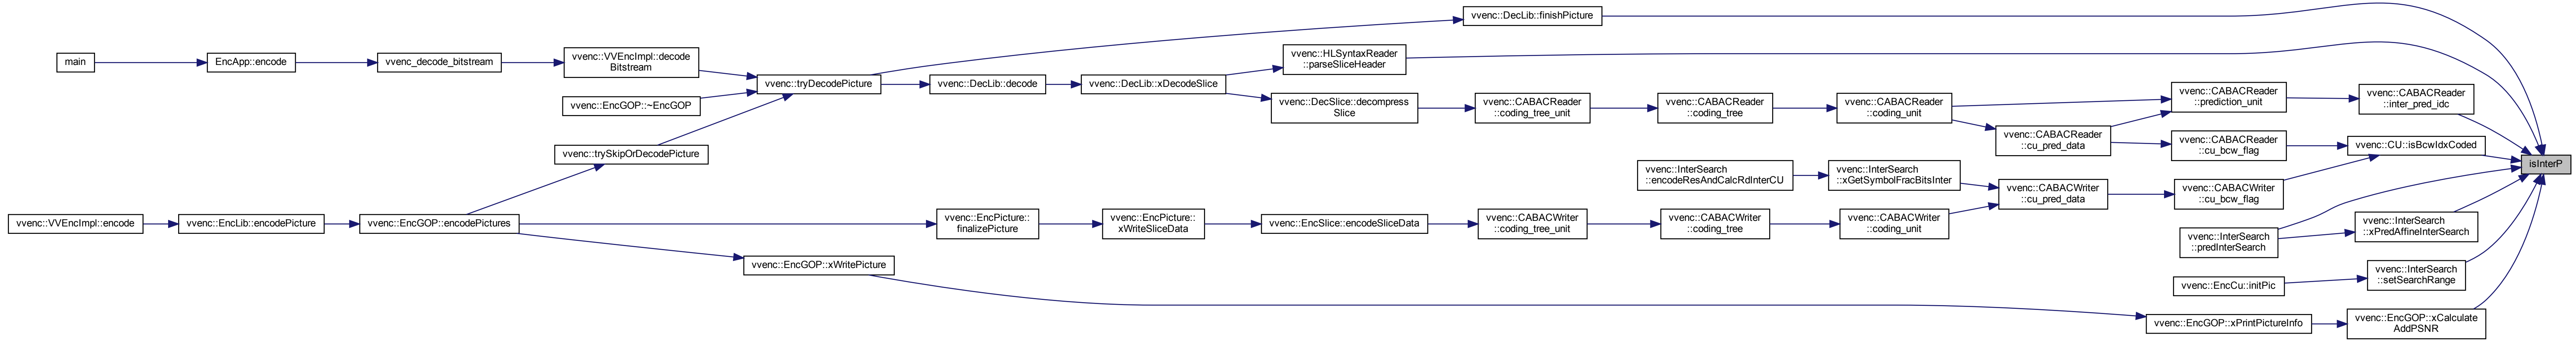 vvenc::DecLib::finishPicture
main
EncApp::encode
vvenc_decode_bitstream
vvenc::VVEncImpl::decode
Bitstream
vvenc::HLSyntaxReader
::parseSliceHeader
vvenc::tryDecodePicture
vvenc::DecLib::decode
vvenc::DecLib::xDecodeSlice
vvenc::EncGOP::~EncGOP
vvenc::DecSlice::decompress
Slice
vvenc::CABACReader
::coding_tree_unit
vvenc::CABACReader
::coding_tree
vvenc::CABACReader
::coding_unit
vvenc::CABACReader
::prediction_unit
vvenc::CABACReader
::inter_pred_idc
vvenc::CABACReader
::cu_pred_data
vvenc::CABACReader
::cu_bcw_flag
vvenc::CU::isBcwIdxCoded
vvenc::trySkipOrDecodePicture
isInterP
vvenc::InterSearch
::encodeResAndCalcRdInterCU
vvenc::InterSearch
::xGetSymbolFracBitsInter
vvenc::CABACWriter
::cu_pred_data
vvenc::CABACWriter
::cu_bcw_flag
vvenc::VVEncImpl::encode
vvenc::EncLib::encodePicture
vvenc::EncGOP::encodePictures
vvenc::EncPicture::
finalizePicture
vvenc::EncPicture::
xWriteSliceData
vvenc::EncSlice::encodeSliceData
vvenc::CABACWriter
::coding_tree_unit
vvenc::CABACWriter
::coding_tree
vvenc::CABACWriter
::coding_unit
vvenc::InterSearch
::predInterSearch
vvenc::InterSearch
::xPredAffineInterSearch
vvenc::EncGOP::xWritePicture
vvenc::EncCu::initPic
vvenc::InterSearch
::setSearchRange
vvenc::EncGOP::xPrintPictureInfo
vvenc::EncGOP::xCalculate
AddPSNR